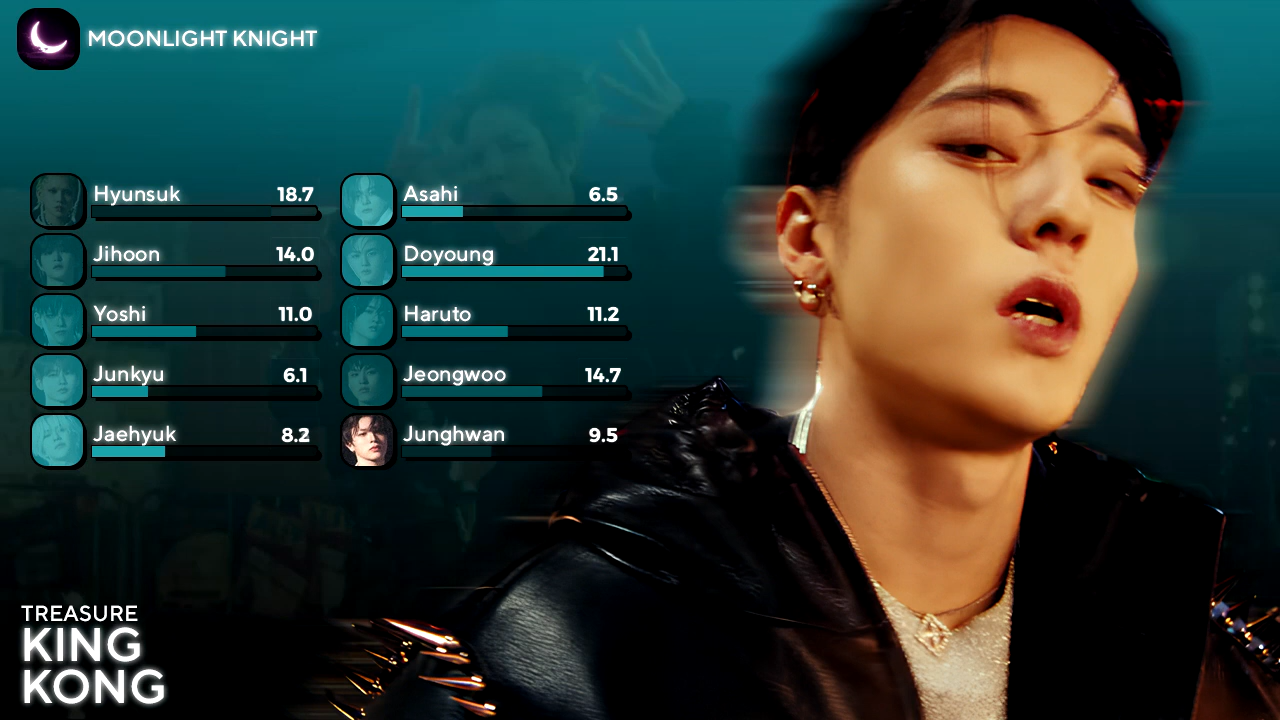 MOONLIGHT KNIGHT
Hyunsuk 18.7
Jihoon 14.0
Yoshi 11.0
Junkyu 6.1
Jaehyuk 8.2
Asahi 6.5
Doyoung 21.1
Haruto 11.2
Jeongwoo 14.7
Junghwan 9.5
TREASURE
KING
KONG